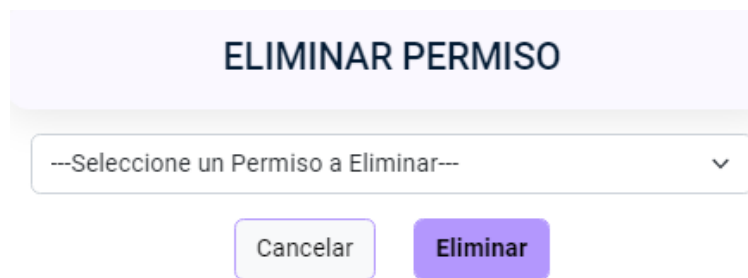 ELIMINAR PERMISO
---Seleccione un Permiso a Eliminar---
Cancelar
Eliminar